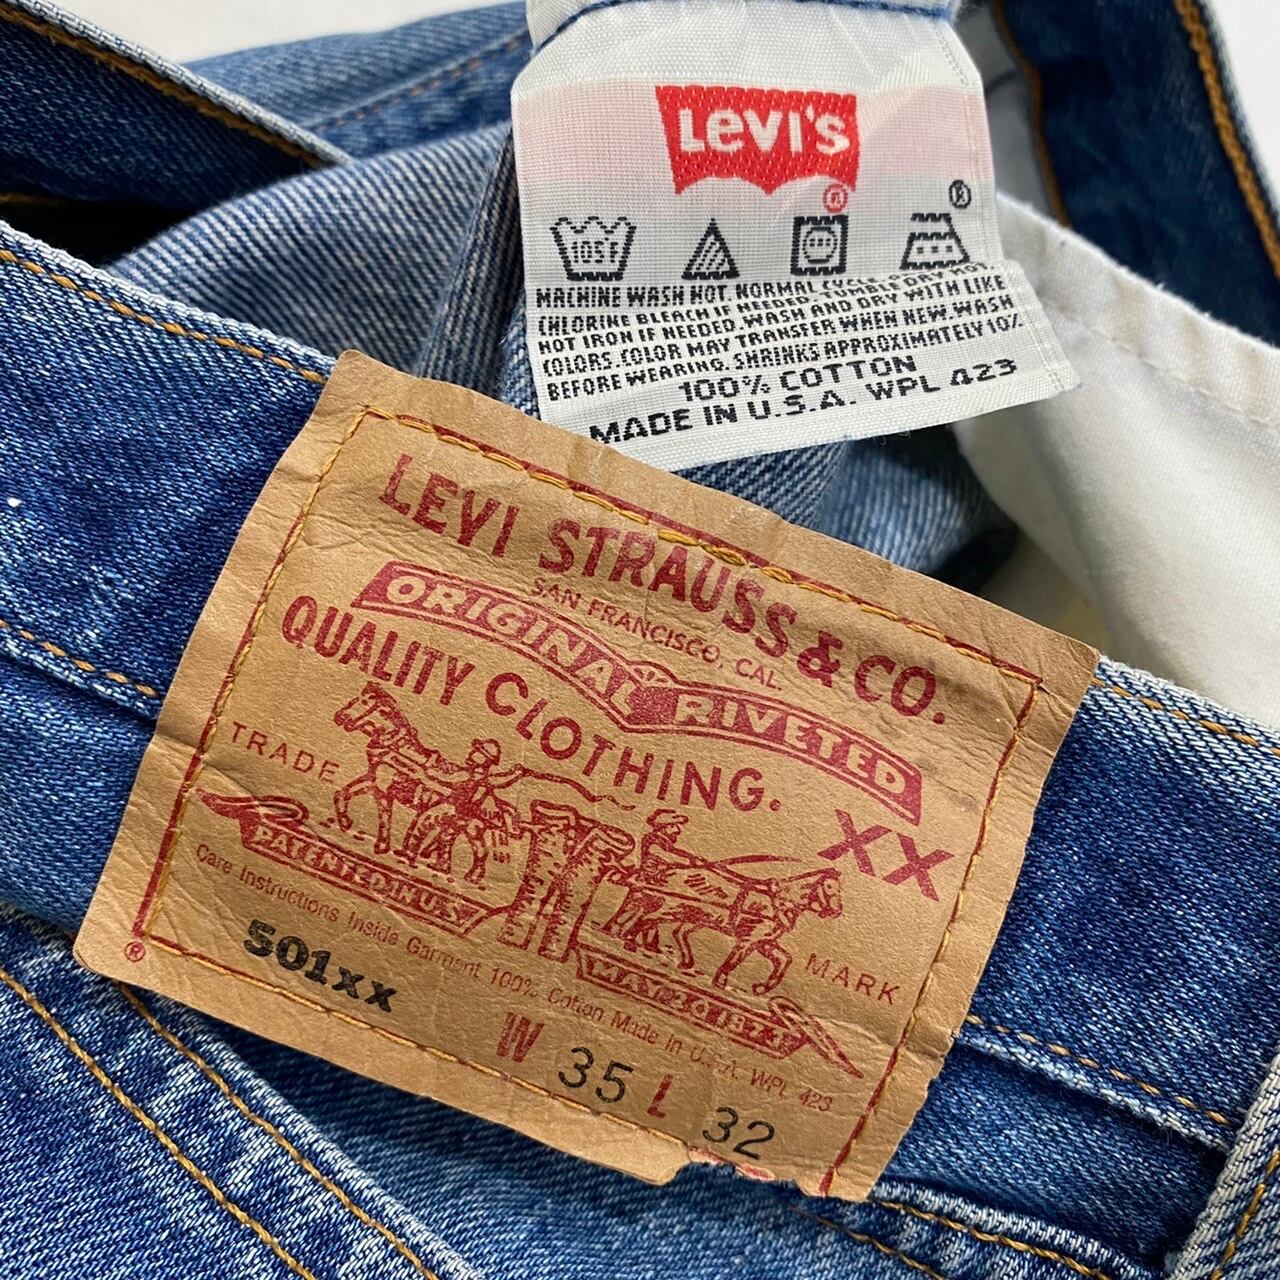 Levi's
®
®
105F
MACHINE WASH HOT, NORMAL CYCLE.
CHLORINE BLEACH IF NEEDED. TUMBLE DRY HOT.
HOT IRON IF NEEDED. WASH AND DRY WITH LIKE
COLORS. COLOR MAY TRANSFER WHEN NEW. WASH
BEFORE WEARING. SHRINKS APPROXIMATELY 10%
100% COTTON
MADE IN U.S.A. WPL 423
LEVI STRAUSS & CO.
SAN FRANCISCO, CAL.
ORIGINAL RIVETED
QUALITY CLOTHING.
XX
TRADE MARK
PATENTED IN U.S.
MAY 20 1873
Care Instructions Inside Garment 100% Cotton Made in U.S.A. WPL 423
®
501xx
W 35 L 32